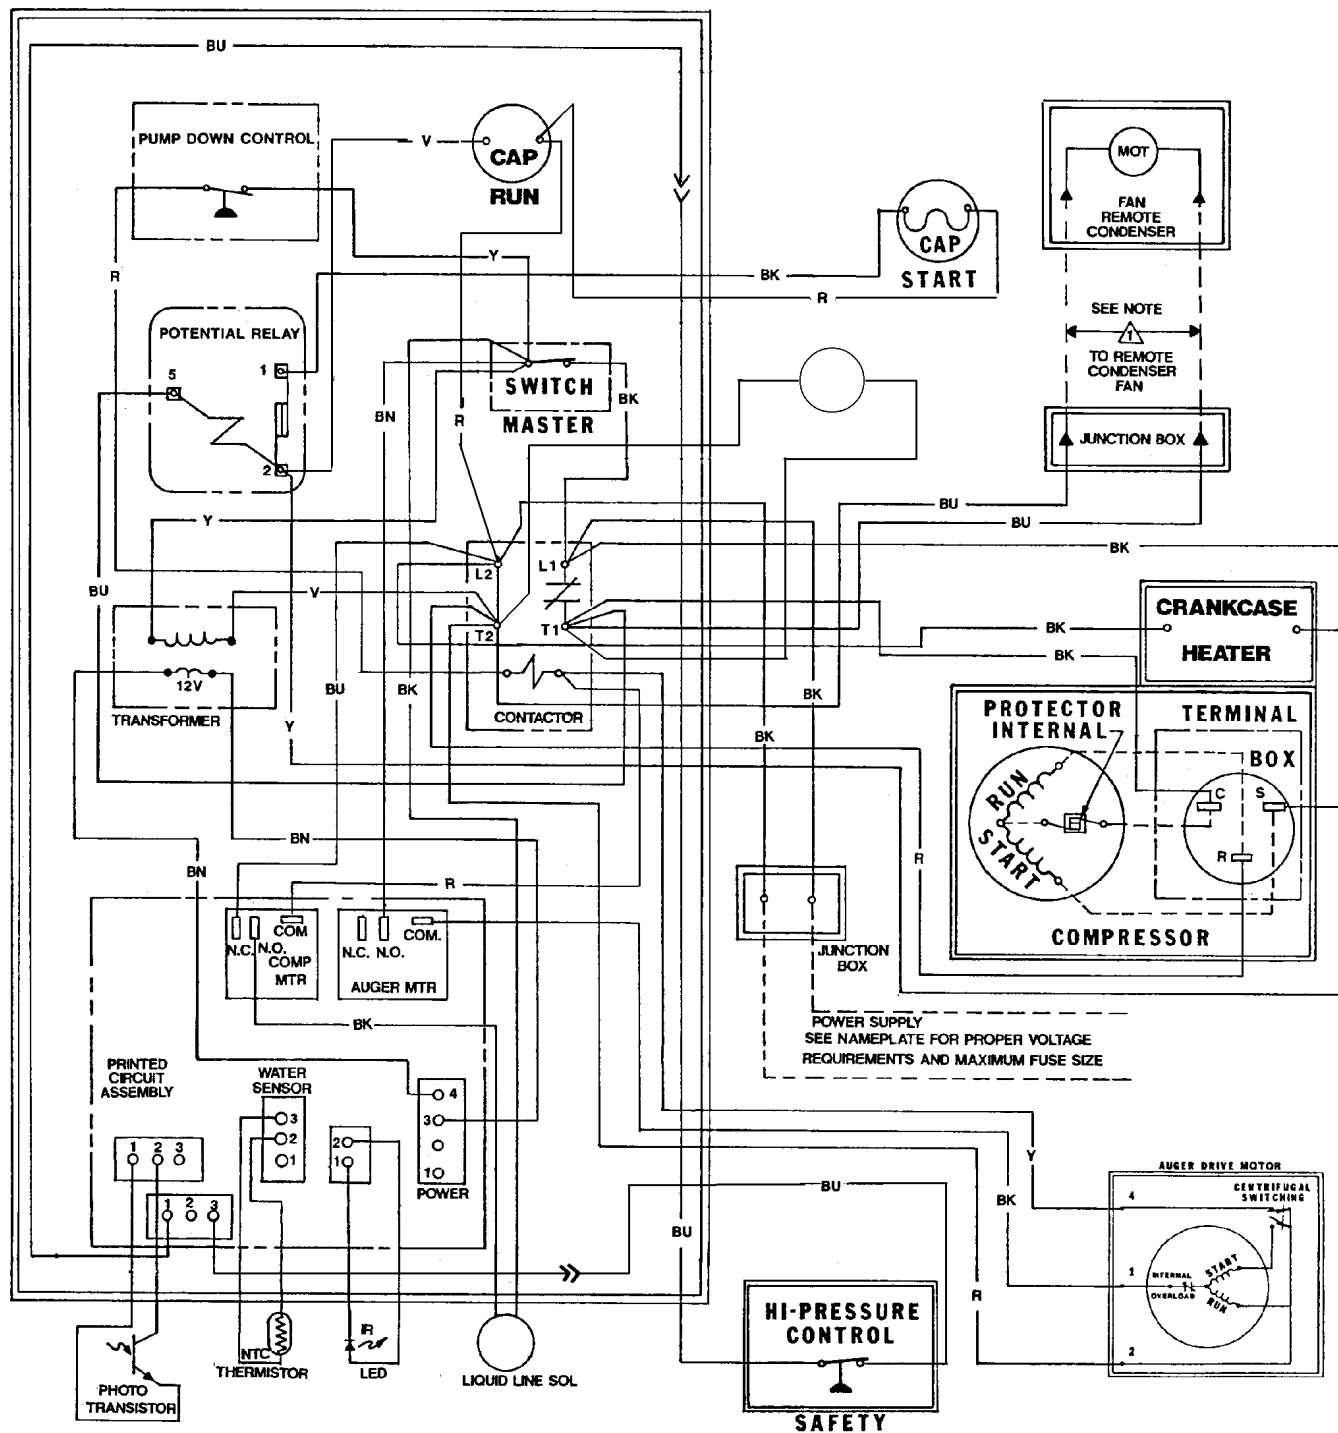 BU
PUMP DOWN CONTROL
V
CAP
RUN
R
Y
BK
R
CAP
START
MOT
FAN
REMOTE
CONDENSER
SEE NOTE
1
TO REMOTE
CONDENSER
FAN
JUNCTION BOX
POTENTIAL RELAY
5
1
2
BN
R
SWITCH
MASTER
BK
Y
BU
BU
BK
L2
L1
T2
T1
BU
V
12V
TRANSFORMER
Y
BU
BK
CONTACTOR
BK
BK
BK
BK
CRANKCASE
HEATER
PROTECTOR
INTERNAL
TERMINAL
BOX
RUN
START
C
S
R
COMPRESSOR
R
BN
BN
R
N.C.
N.O.
COM
COMP
MTR
N.C. N.O.
COM.
AUGER MTR
BK
JUNCTION
BOX
POWER SUPPLY
SEE NAMEPLATE FOR PROPER VOLTAGE
REQUIREMENTS AND MAXIMUM FUSE SIZE
PRINTED
CIRCUIT
ASSEMBLY
WATER
SENSOR
3
2
1
2
1
4
3
1
POWER
1 2 3
1 2 3
BU
BU
Y
BK
R
AUGER DRIVE MOTOR
CENTRIFUGAL
SWITCHING
4
1
2
INTERNAL
OVERLOAD
START
RUN
HI-PRESSURE
CONTROL
SAFETY
PHOTO
TRANSISTOR
NTC
THERMISTOR
IR
LED
LIQUID LINE SOL